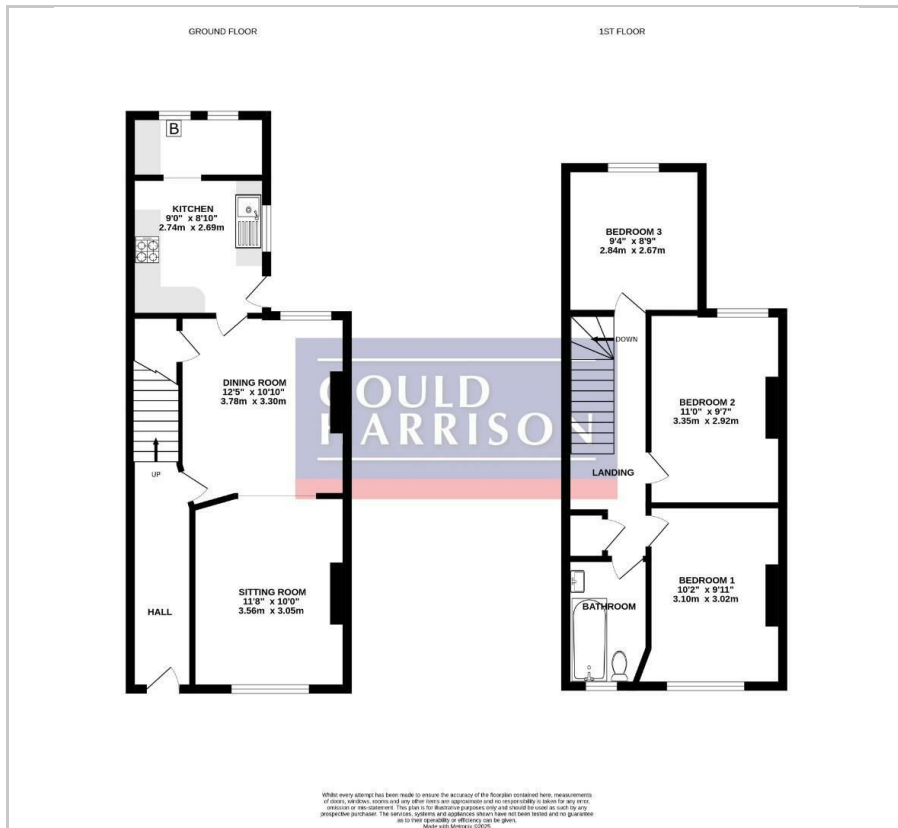 GROUND FLOOR
1ST FLOOR
B
KITCHEN
9'0" x 8'10"
2.74m x 2.69m
DINING ROOM
12'5" x 10'10"
3.78m x 3.30m
UP
SITTING ROOM
11'8" x 10'0"
3.56m x 3.05m
HALL
BEDROOM 3
9'4" x 8'9"
2.84m x 2.67m
DOWN
BEDROOM 2
11'0" x 9'7"
3.35m x 2.92m
LANDING
BEDROOM 1
10'2" x 9'11"
3.10m x 3.02m
BATHROOM
GOULD
HARRISON
Whilst every attempt has been made to ensure the accuracy of the floorplan contained here, measurements
of doors, windows, rooms and any other items are approximate and no responsibility is taken for any error,
omission or mis-statement. This plan is for illustrative purposes only and should be used as such by any
prospective purchaser. The services, systems and appliances shown have not been tested and no guarantee
as to their operability or efficiency can be given.
Made with Metropix ©2025